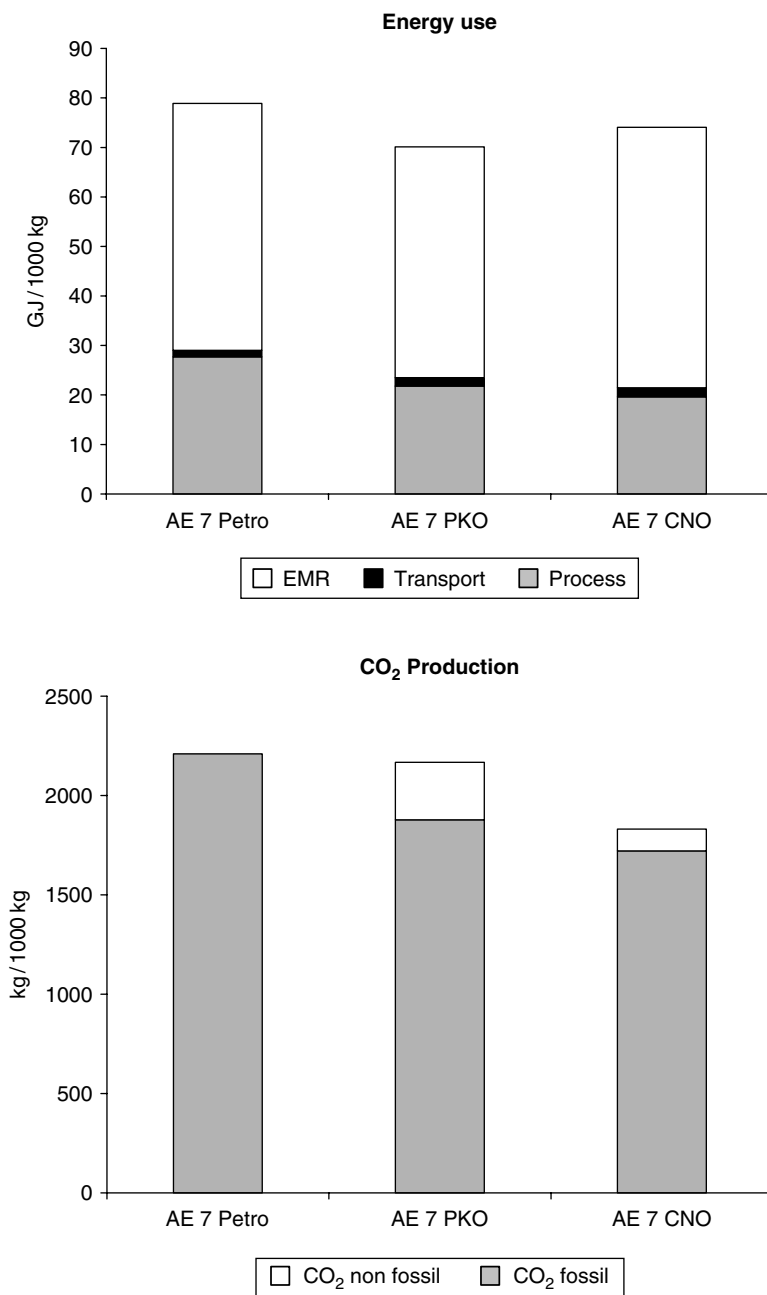 Energy use
90
80
70
60
50
40
30
20
10
0
GJ / 1000 kg
AE 7 Petro AE 7 PKO AE 7 CNO
EMR Transport Process
CO₂ Production
2500
2000
1500
1000
500
0
kg / 1000 kg
AE 7 Petro AE 7 PKO AE 7 CNO
CO₂ non fossil CO₂ fossil